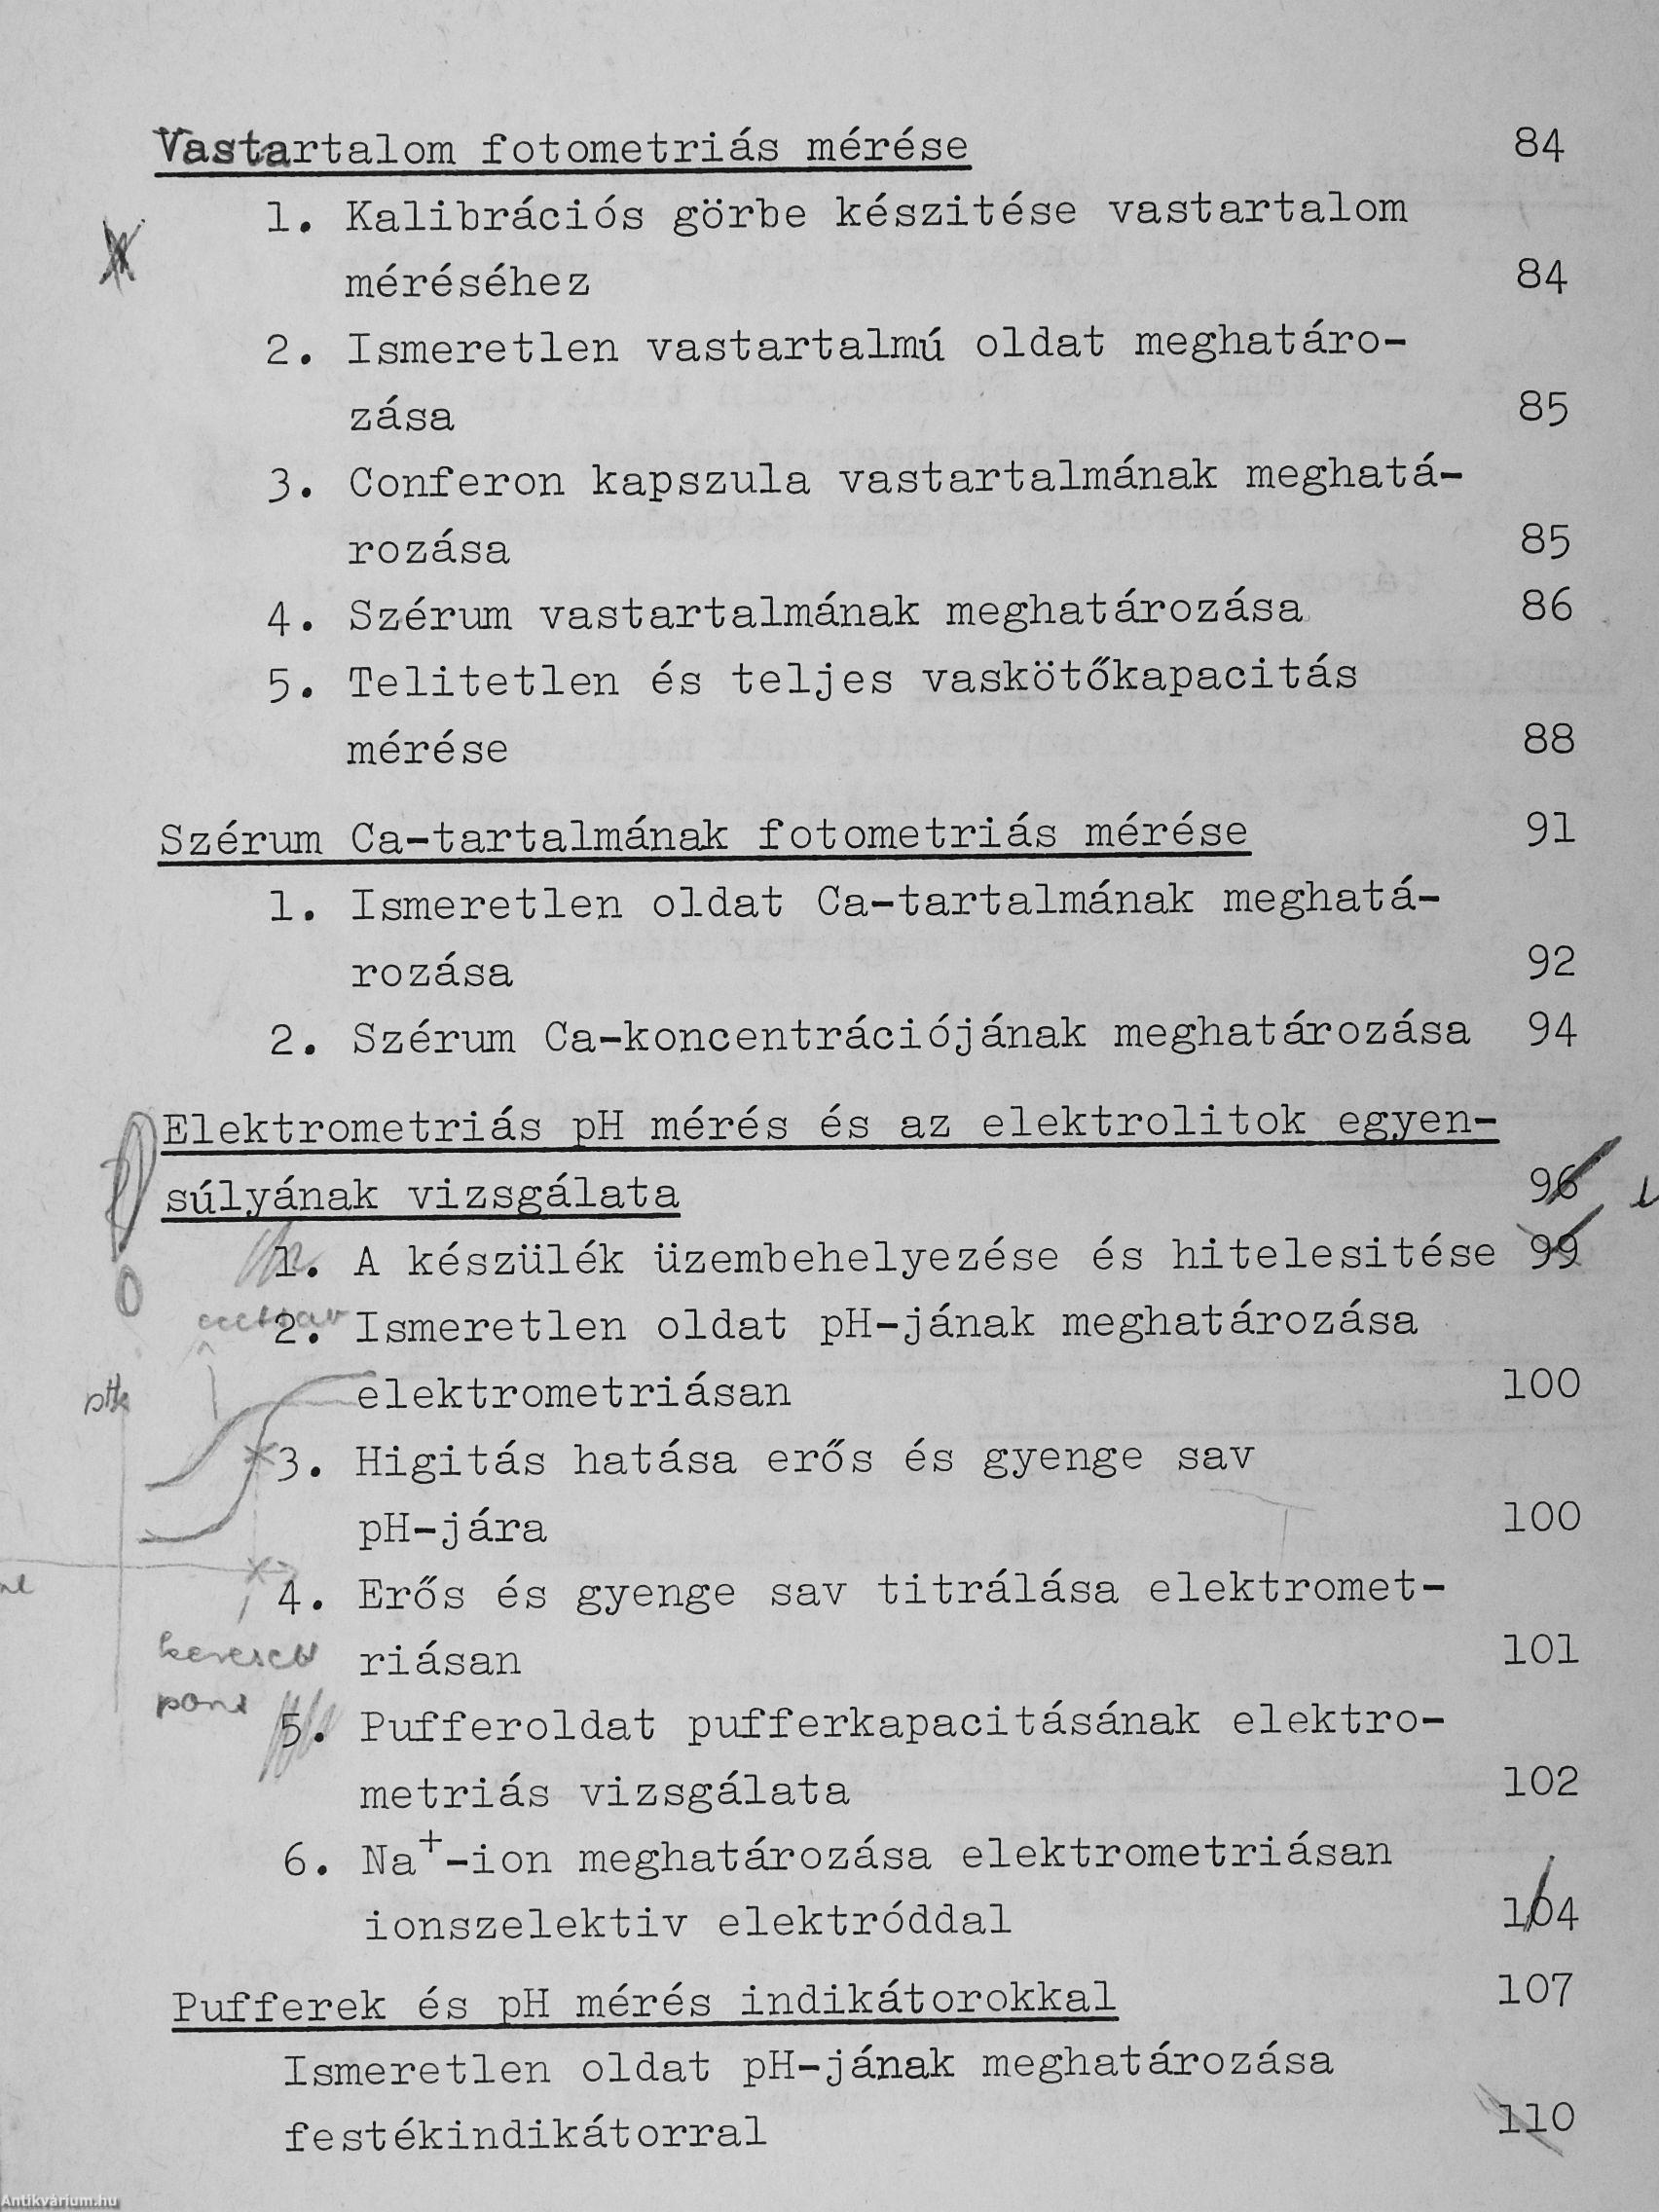 Vastartalom fotometriás mérése 84
1. Kalibrációs görbe készitése vastartalom
méréséhez 84
2. Ismeretlen vastartalmú oldat meghatáro-
zása 85
3. Conferon kapszula vastartalmának meghatá-
rozása 85
4. Szérum vastartalmának meghatározása 86
5. Telitetlen és teljes vaskötőkapacitás
mérése 88
Szérum Ca-tartalmának fotometriás mérése 91
1. Ismeretlen oldat Ca-tartalmának meghatá-
rozása 92
2. Szérum Ca-koncentrációjának meghatározása 94
Elektrometriás pH mérés és az elektrolitok egyen-
súlyának vizsgálata 96
1. A készülék üzembehelyezése és hitelesitése 99
2. Ismeretlen oldat pH-jának meghatározása
elektrometriásan 100
3. Higitás hatása erős és gyenge sav
pH-jára 100
4. Erős és gyenge sav titrálása elektromet-
riásan 101
5. Pufferoldat pufferkapacitásának elektro-
metriás vizsgálata 102
6. Na+-ion meghatározása elektrometriásan
ionszelektiv elektróddal 104
Pufferek és pH mérés indikátorokkal 107
Ismeretlen oldat pH-jának meghatározása
festékindikátorral 110
Antikvárium.hu